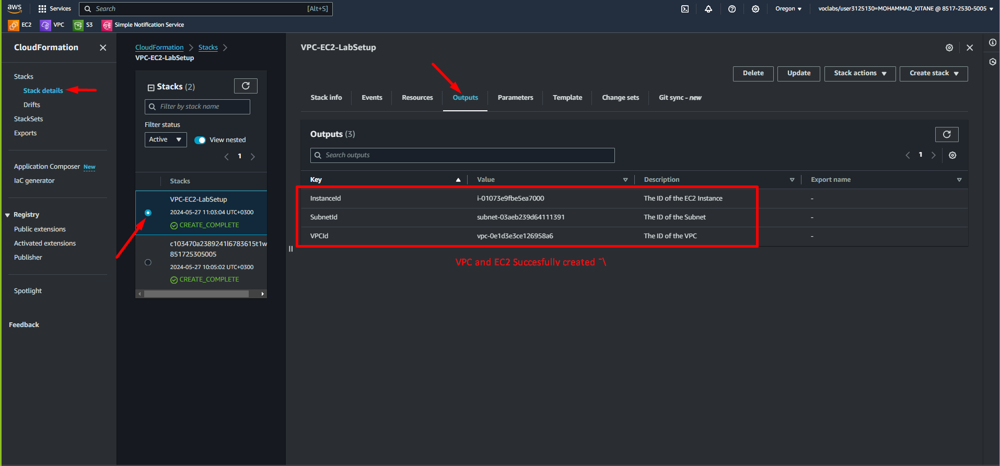 aws
Services
Search
[Alt+S]
Oregon
voclabs/user3125130=MOHAMMAD_KITANE @ 8517-2530-5005
EC2
VPC
S3
Simple Notification Service
CloudFormation
Stacks
Stack details
Drifts
StackSets
Exports
Application Composer New
IaC generator
Registry
Public extensions
Activated extensions
Publisher
Spotlight
Feedback
CloudFormation
Stacks
VPC-EC2-LabSetup
Stacks (2)
Filter by stack name
Filter status
Active
View nested
1
Stacks
VPC-EC2-LabSetup
2024-05-27 11:03:04 UTC+0300
CREATE_COMPLETE
c103470a2389241l6783615t1w
851725305005
2024-05-27 10:05:02 UTC+0300
CREATE_COMPLETE
VPC-EC2-LabSetup
Delete
Update
Stack actions
Create stack
Stack info
Events
Resources
Outputs
Parameters
Template
Change sets
Git sync - new
Outputs (3)
Search outputs
1
Key Value Description Export name
InstanceId i-01073e9fbe5ea7000 The ID of the EC2 Instance -
SubnetId subnet-03aeb239d64111391 The ID of the Subnet -
VPCId vpc-0e1d3e3ce126958a6 The ID of the VPC -
VPC and EC2 Succesfully created ¯\